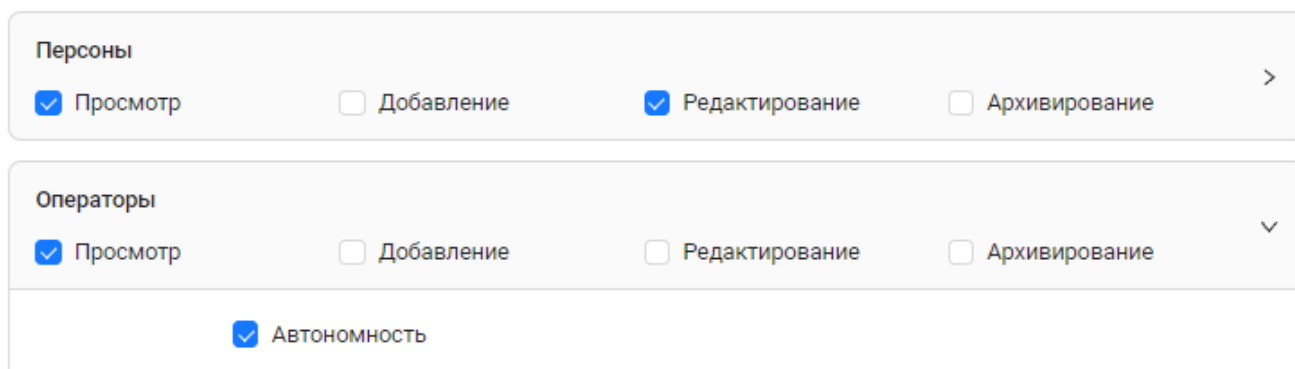 Персоны
Просмотр Добавление Редактирование Архивирование
Операторы
Просмотр Добавление Редактирование Архивирование
Автономность